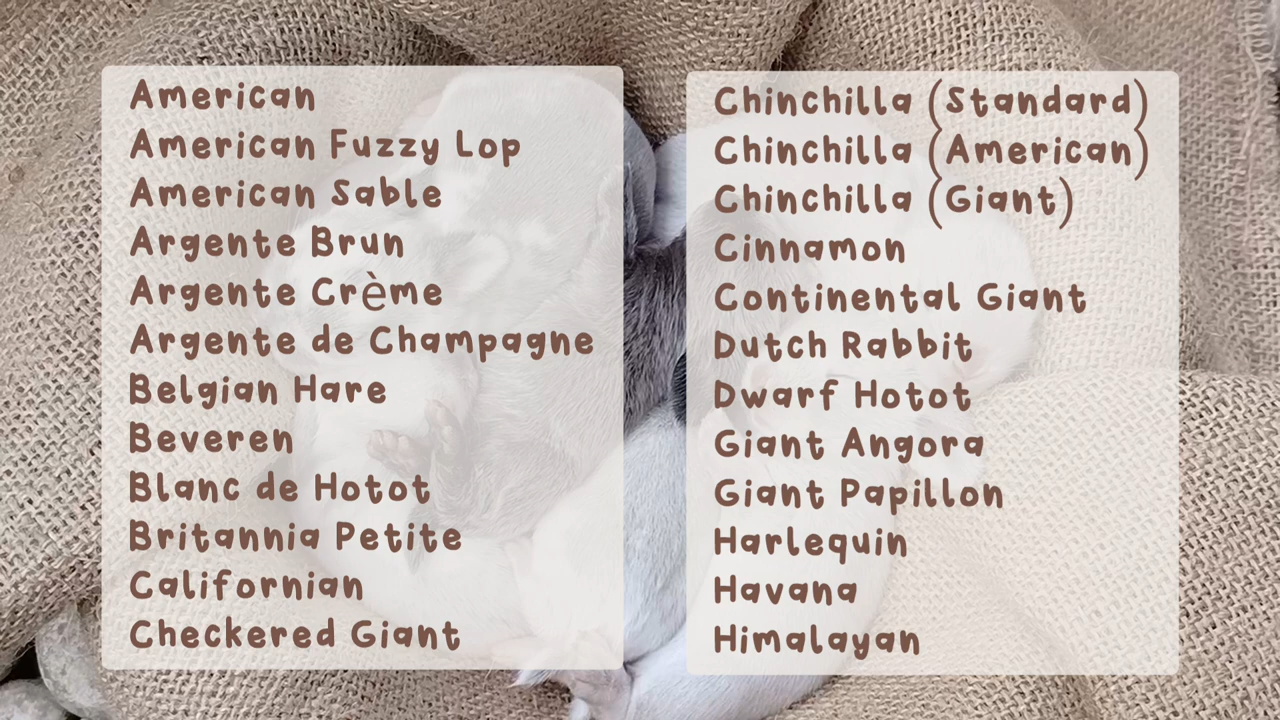 American
American Fuzzy Lop
American Sable
Argente Brun
Argente Crème
Argente de Champagne
Belgian Hare
Beveren
Blanc de Hotot
Britannia Petite
Californian
Checkered Giant
Chinchilla (Standard)
Chinchilla (American)
Chinchilla (Giant)
Cinnamon
Continental Giant
Dutch Rabbit
Dwarf Hotot
Giant Angora
Giant Papillon
Harlequin
Havana
Himalayan